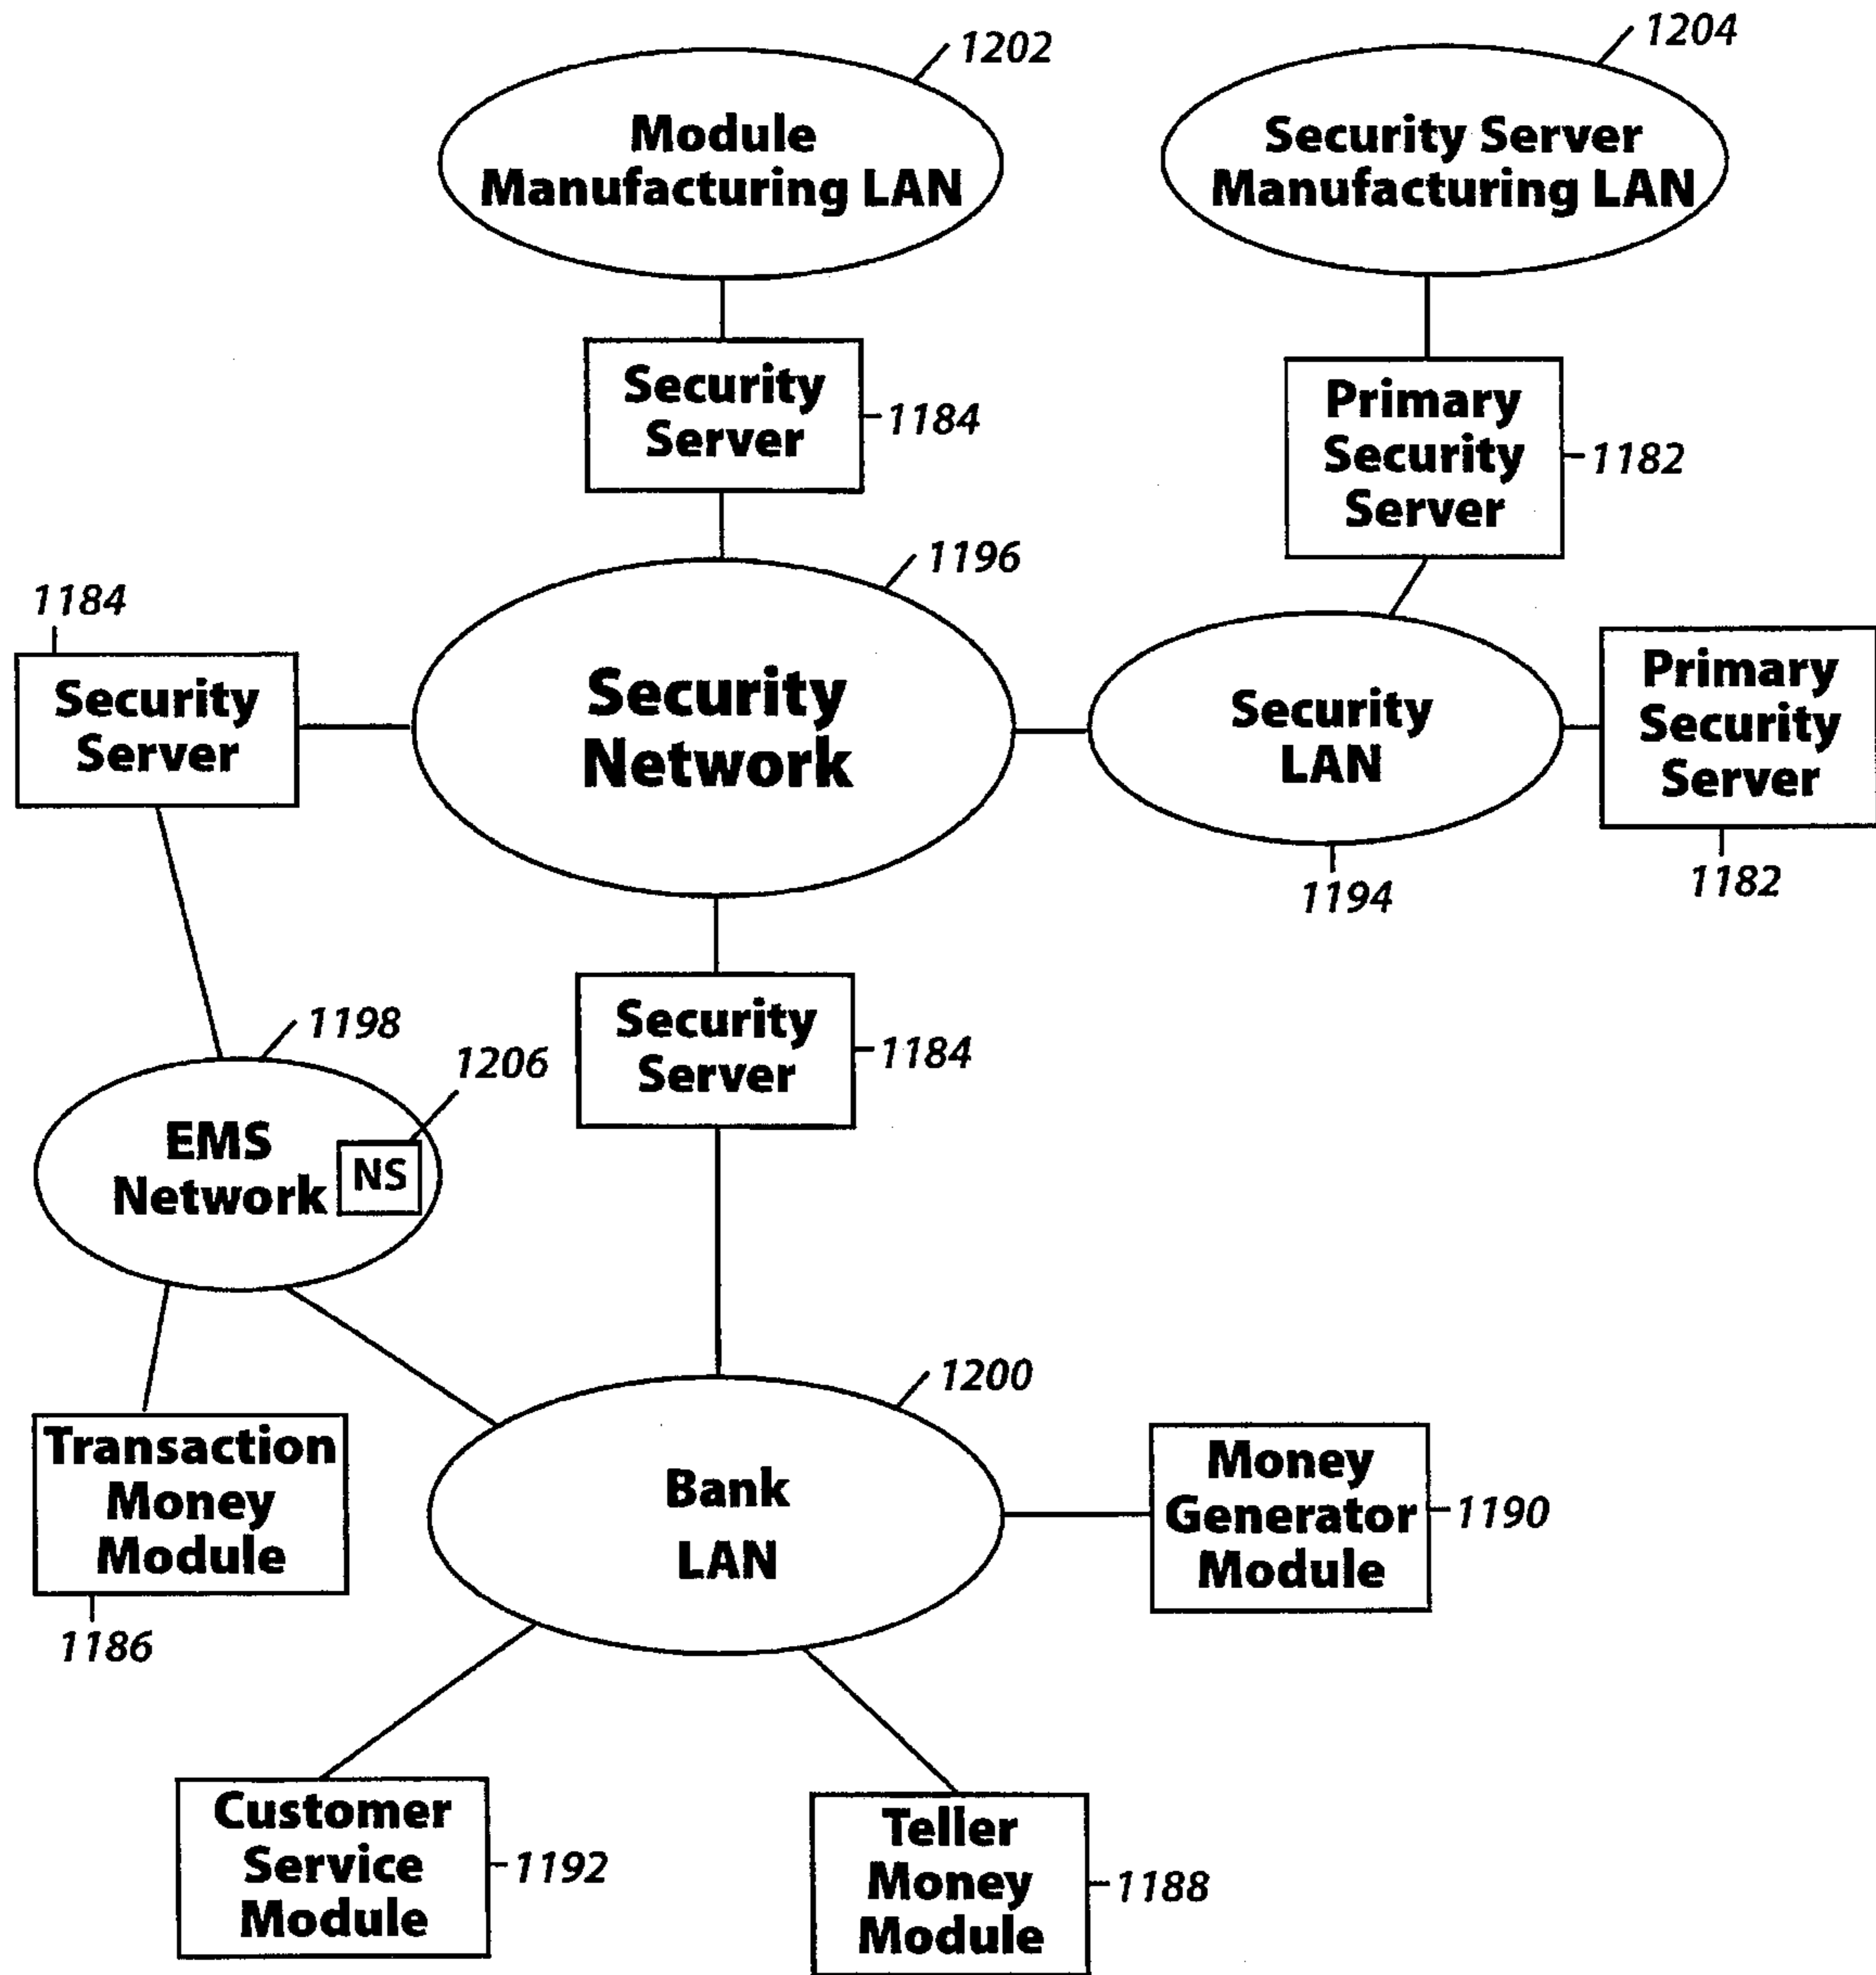 1202
1204
Module
Manufacturing LAN
Security Server
Manufacturing LAN
Security
Server
1184
Primary
Security
Server
1182
1196
1184
Security
Server
Security
Network
Security
LAN
1194
Primary
Security
Server
1182
Security
Server
1184
1198
1206
EMS
Network
NS
1200
Transaction
Money
Module
1186
Bank
LAN
Money
Generator
Module
1190
Customer
Service
Module
1192
Teller
Money
Module
1188